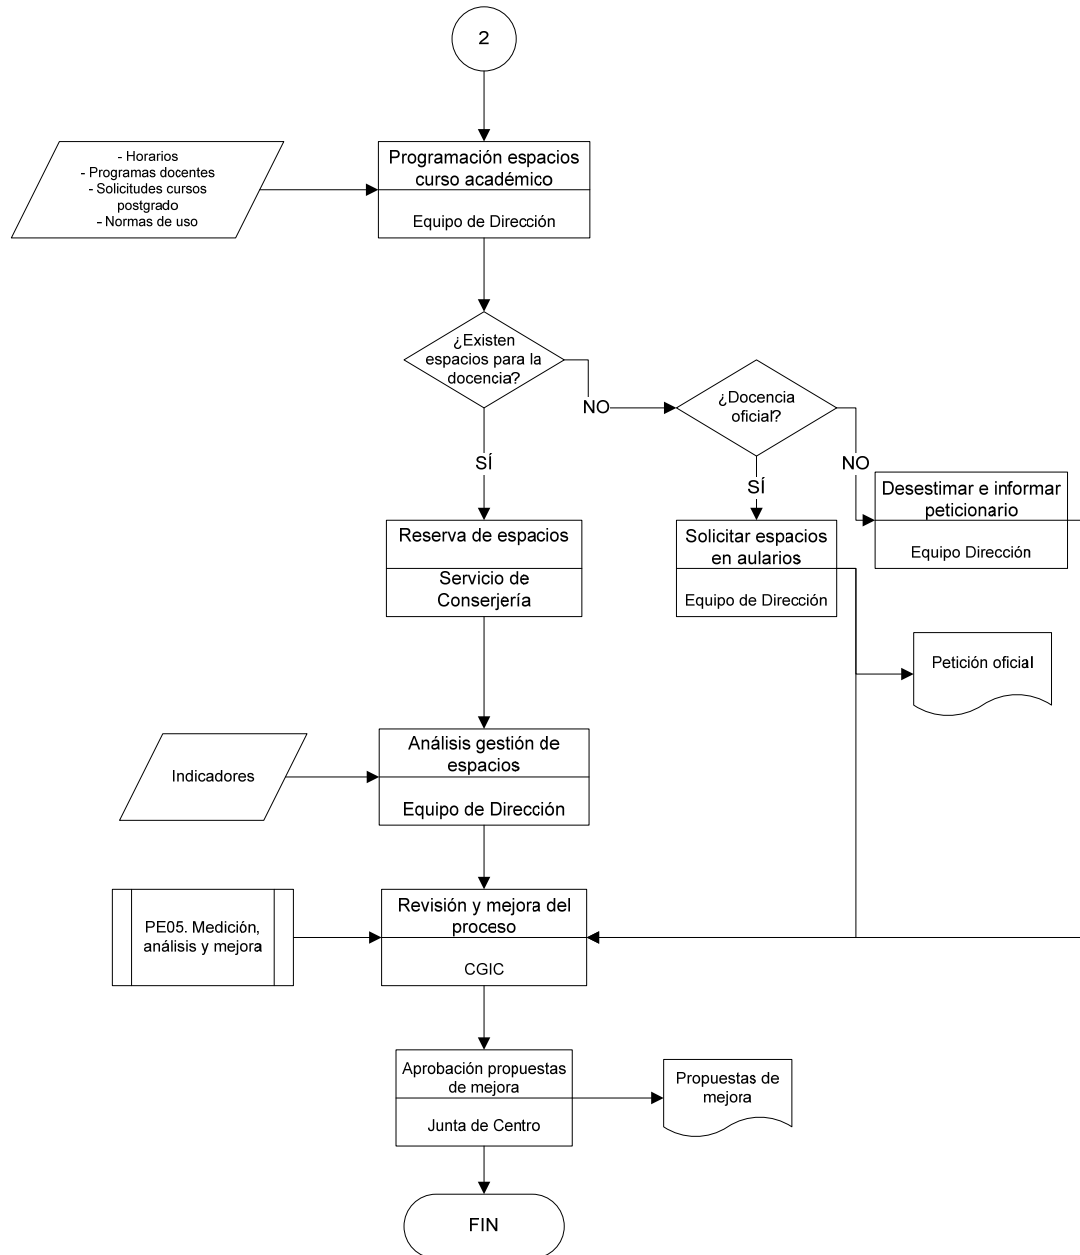 2
- Horarios
- Programas docentes
- Solicitudes cursos
postgrado
- Normas de uso
Programación espacios
curso académico
Equipo de Dirección
¿Existen
espacios para la
docencia?
NO
¿Docencia
oficial?
SÍ
NO
SÍ
Desestimar e informar
peticionario
Equipo Dirección
Reserva de espacios
Servicio de
Conserjería
Solicitar espacios
en aularios
Equipo de Dirección
Petición oficial
Indicadores
Análisis gestión de
espacios
Equipo de Dirección
PE05. Medición,
análisis y mejora
Revisión y mejora del
proceso
CGIC
Aprobación propuestas
de mejora
Junta de Centro
Propuestas de
mejora
FIN